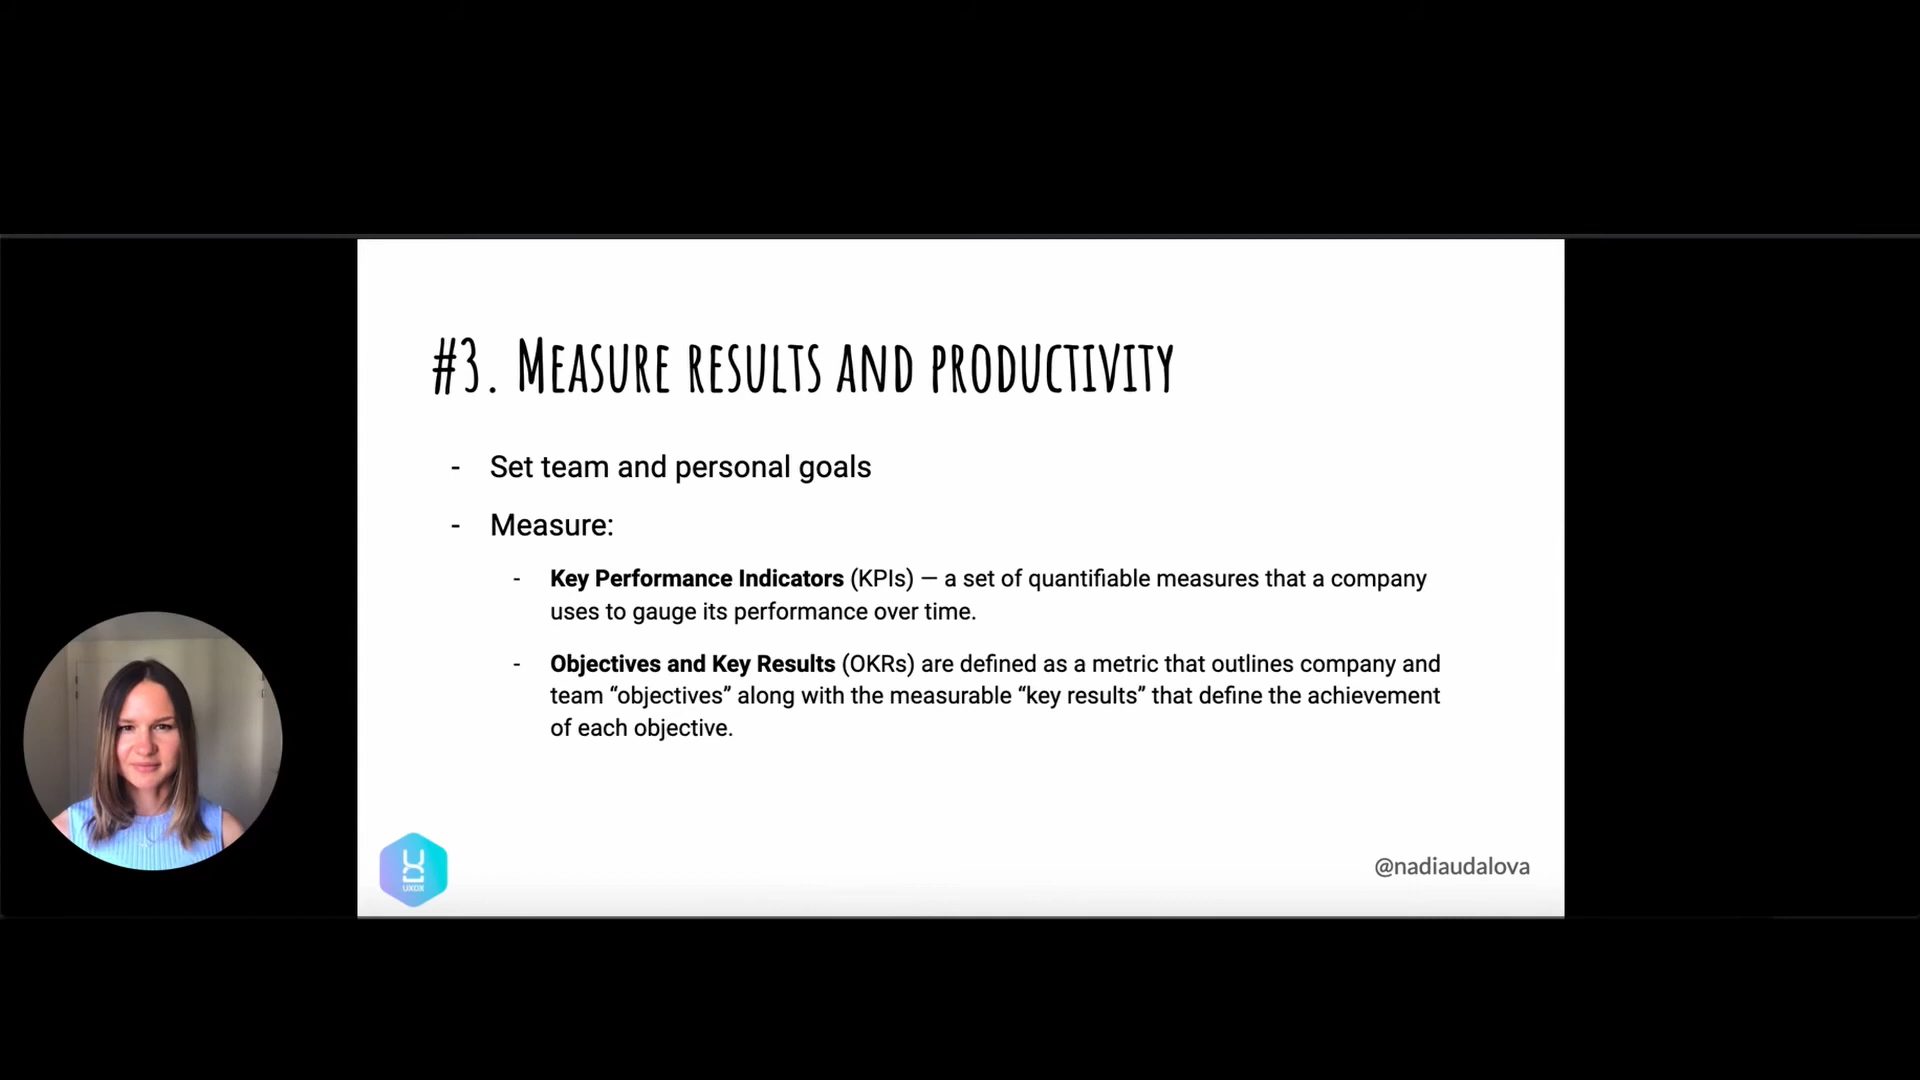 #3. Measure results and productivity
- Set team and personal goals
- Measure:
- Key Performance Indicators (KPIs) — a set of quantifiable measures that a company
uses to gauge its performance over time.
- Objectives and Key Results (OKRs) are defined as a metric that outlines company and
team “objectives” along with the measurable “key results” that define the achievement
of each objective.
UXDX
@nadiaudalova